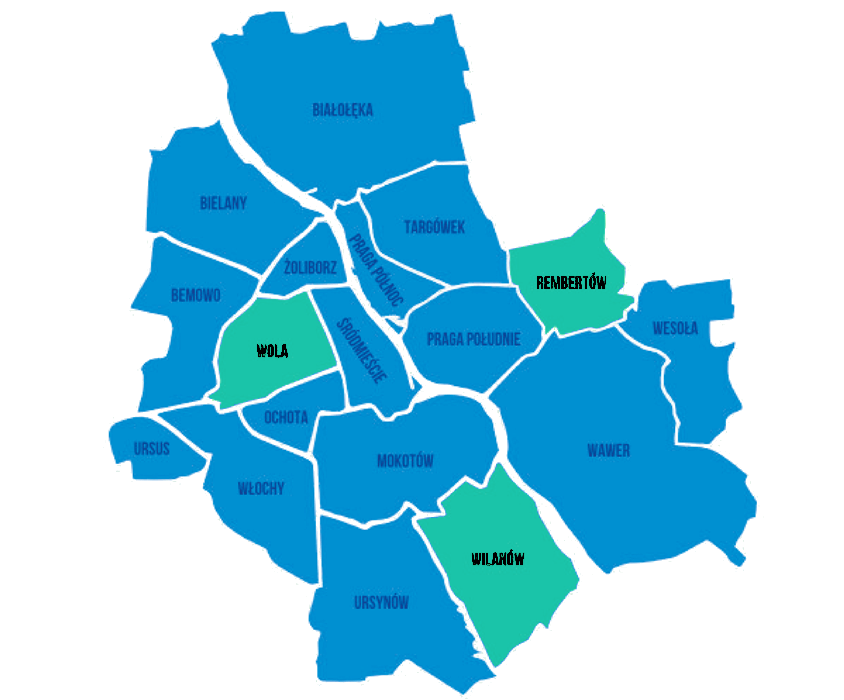 BIAŁOŁĘKA
BIELANY
TARGÓWEK
PRAGA PÓŁNOC
ŻOLIBORZ
REMBERTÓW
BEMOWO
WESOŁA
PRAGA POŁUDNIE
WOLA
ŚRÓDMIEŚCIE
OCHOTA
URSUS
WAWER
MOKOTÓW
WŁOCHY
WILANÓW
URSYNÓW